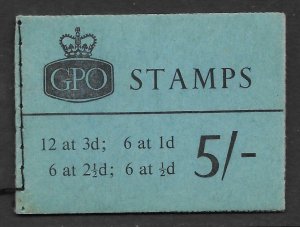 GPO STAMPS
12 at 3d; 6 at 1d
6 at 2½d; 6 at ½d
5/-